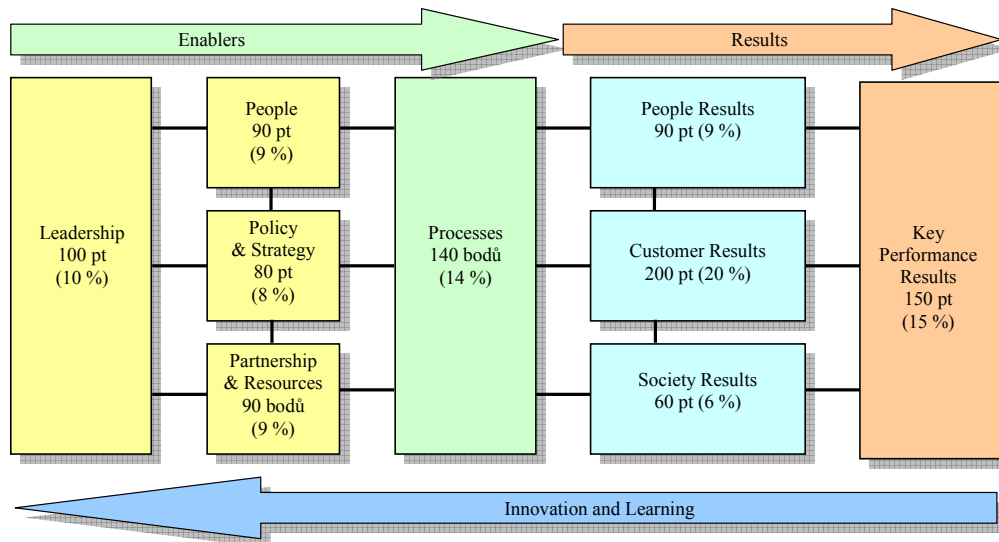 Enablers
Results
Leadership
100 pt
(10 %)
People
90 pt
(9 %)
Policy
& Strategy
80 pt
(8 %)
Partnership
& Resources
90 bodů
(9 %)
Processes
140 bodů
(14 %)
People Results
90 pt (9 %)
Customer Results
200 pt (20 %)
Society Results
60 pt (6 %)
Key
Performance
Results
150 pt
(15 %)
Innovation and Learning